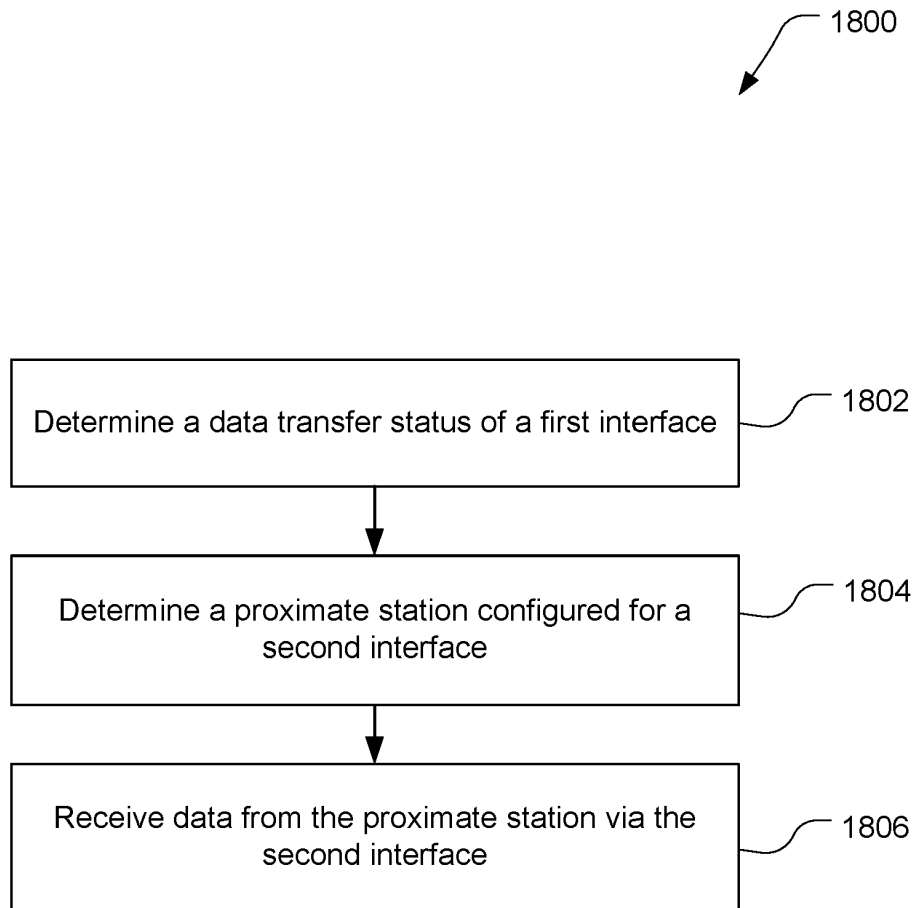 1800
Determine a data transfer status of a first interface
1802
Determine a proximate station configured for a
second interface
1804
Receive data from the proximate station via the
second interface
1806